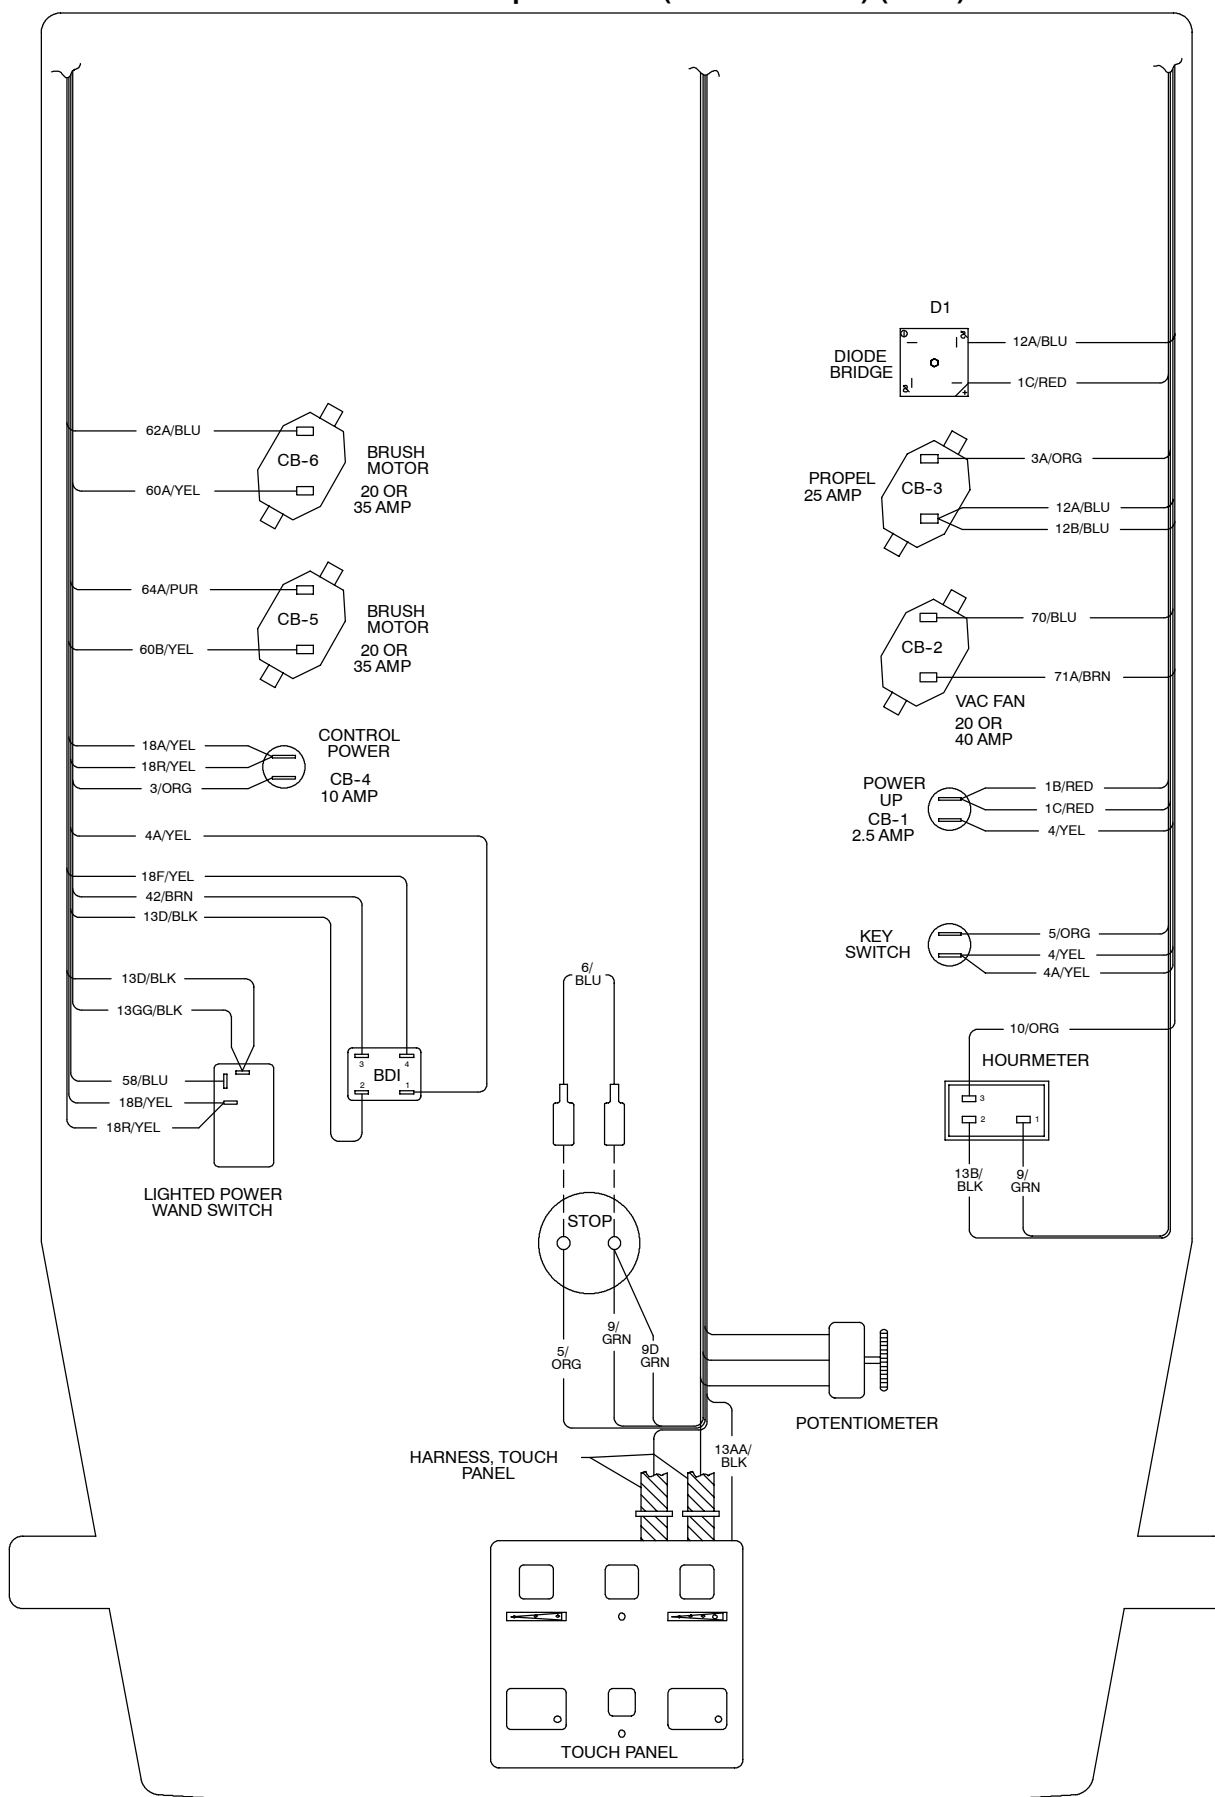 D1
DIODE
BRIDGE
12A/BLU
1C/RED
62A/BLU
60A/YEL
CB-6
BRUSH
MOTOR
20 OR
35 AMP
PROPEL
25 AMP
CB-3
3A/ORG
12A/BLU
12B/BLU
64A/PUR
60B/YEL
CB-5
BRUSH
MOTOR
20 OR
35 AMP
CB-2
70/BLU
71A/BRN
VAC FAN
20 OR
40 AMP
18A/YEL
18R/YEL
3/ORG
CONTROL
POWER
CB-4
10 AMP
POWER
UP
CB-1
2.5 AMP
1B/RED
1C/RED
4/YEL
4A/YEL
18F/YEL
42/BRN
13D/BLK
KEY
SWITCH
5/ORG
4/YEL
4A/YEL
13D/BLK
13GG/BLK
58/BLU
18B/YEL
18R/YEL
LIGHTED POWER
WAND SWITCH
3
4
BDI
2
1
6/
BLU
10/ORG
HOURMETER
3
2
1
13B/
BLK
9/
GRN
STOP
5/
ORG
9/
GRN
9D
GRN
POTENTIOMETER
13AA/
BLK
HARNESS, TOUCH
PANEL
TOUCH PANEL